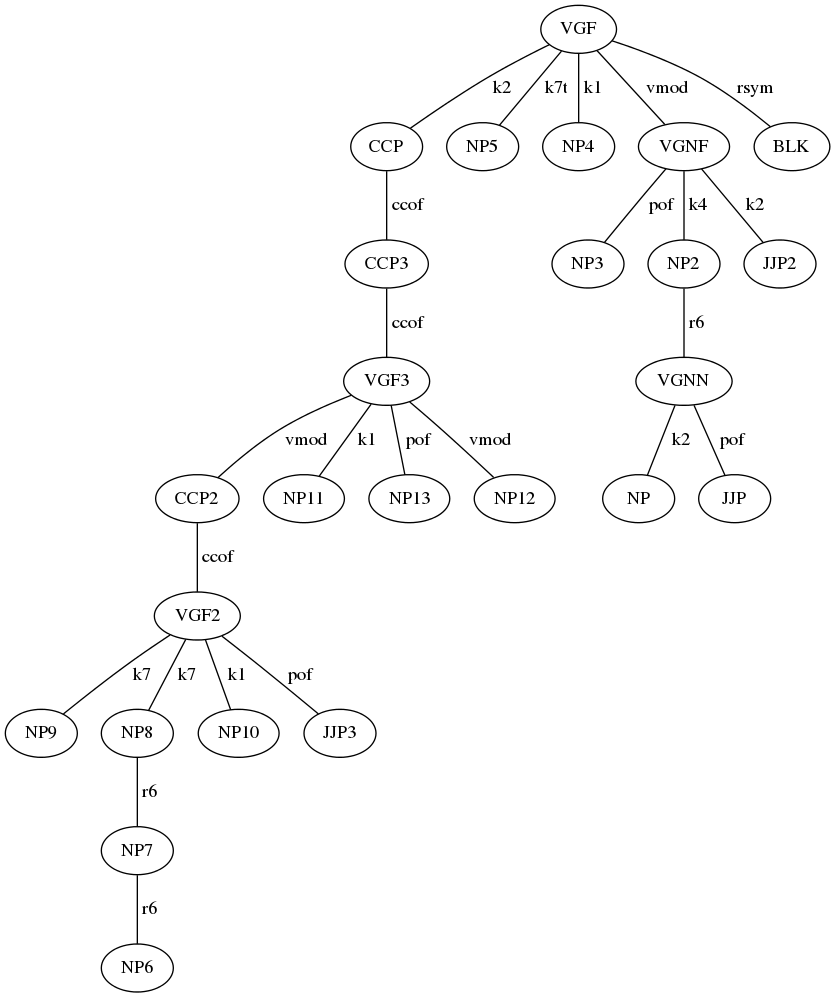 VGF
k2 k7t k1 vmod rsym
CCP NP5 NP4 VGNF BLK
ccof pof k4 k2
CCP3 NP3 NP2 JJP2
ccof r6
VGF3 VGNN
vmod k1 pof vmod k2 pof
CCP2 NP11 NP13 NP12 NP JJP
ccof
VGF2
k7 k7 k1 pof
NP9 NP8 NP10 JJP3
r6
NP7
r6
NP6